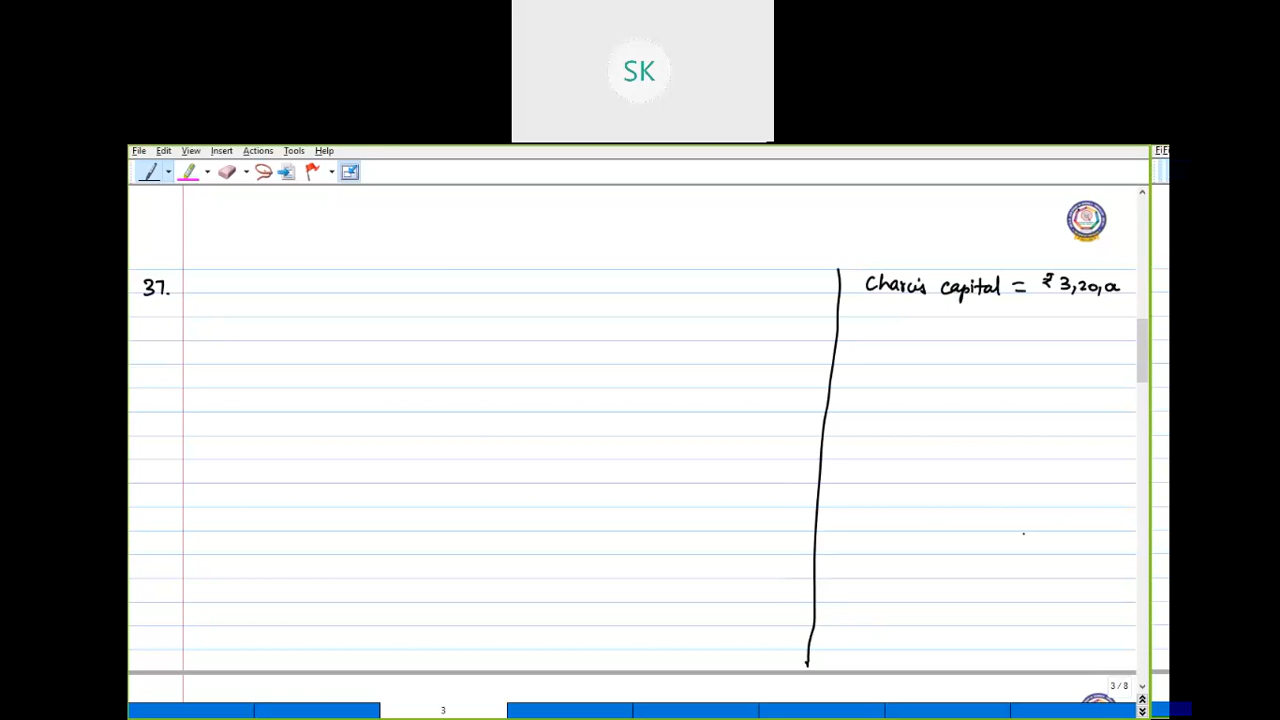 SK
File Edit View Insert Actions Tools Help
37.
Charu's capital = ₹ 3,20,0
3 / 8
3